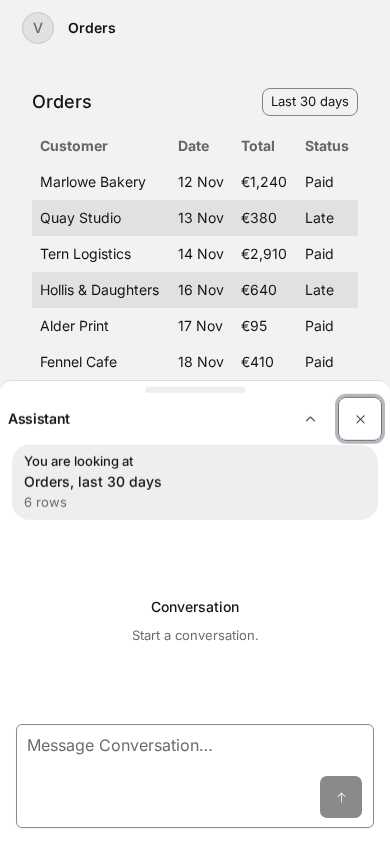 V Orders
Orders Last 30 days
Customer Date Total Status
Marlowe Bakery 12 Nov €1,240 Paid
Quay Studio 13 Nov €380 Late
Tern Logistics 14 Nov €2,910 Paid
Hollis & Daughters 16 Nov €640 Late
Alder Print 17 Nov €95 Paid
Fennel Cafe 18 Nov €410 Paid
Assistant
You are looking at
Orders, last 30 days
6 rows
Conversation
Start a conversation.
Message Conversation...